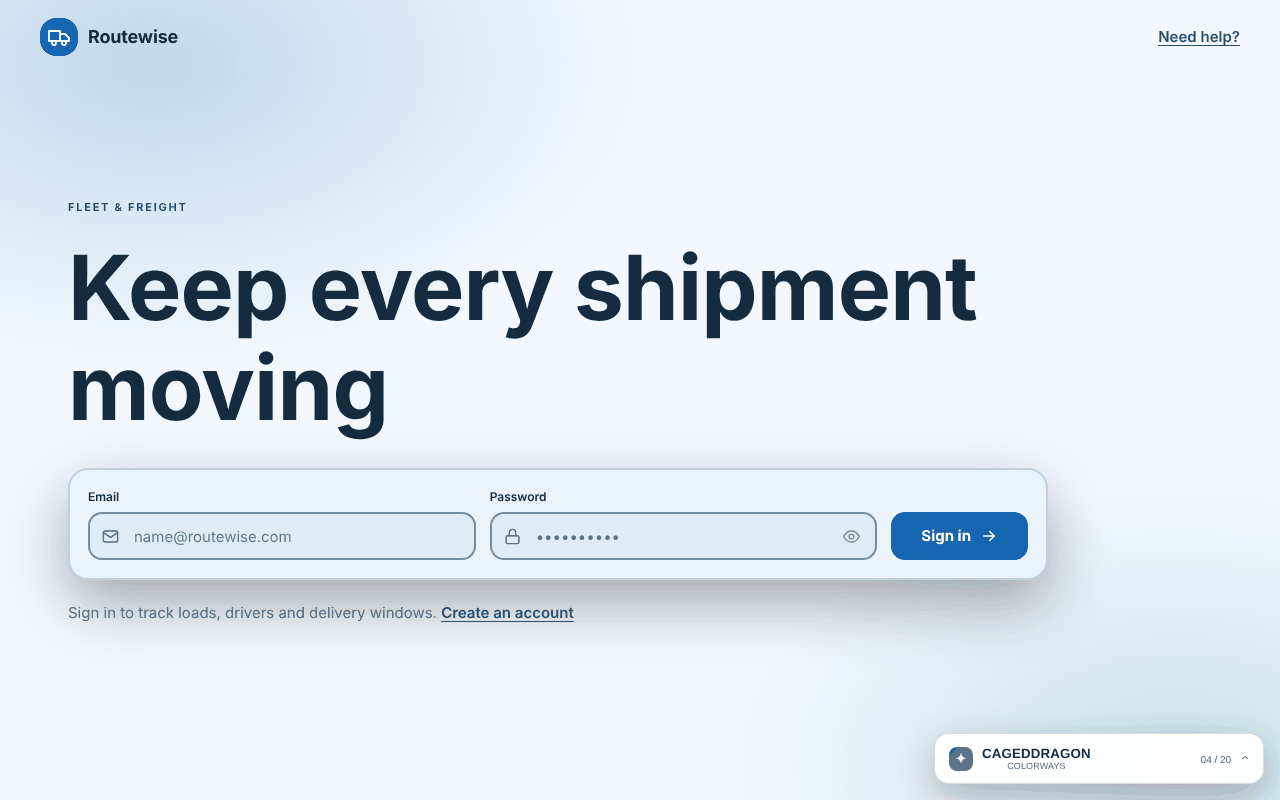 Routewise
Need help?
FLEET & FREIGHT
Keep every shipment
moving
Email
Password
name@routewise.com
••••••••••
Sign in
Sign in to track loads, drivers and delivery windows. Create an account
CAGEDDRAGON
COLORWAYS
04 / 20